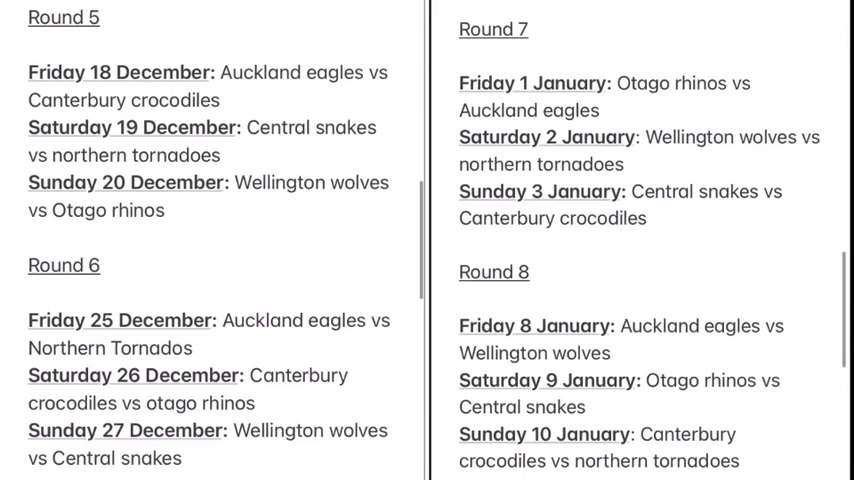 Round 5
Friday 18 December: Auckland eagles vs
Canterbury crocodiles
Saturday 19 December: Central snakes
vs northern tornadoes
Sunday 20 December: Wellington wolves
vs Otago rhinos
Round 6
Friday 25 December: Auckland eagles vs
Northern Tornados
Saturday 26 December: Canterbury
crocodiles vs otago rhinos
Sunday 27 December: Wellington wolves
vs Central snakes
Round 7
Friday 1 January: Otago rhinos vs
Auckland eagles
Saturday 2 January: Wellington wolves vs
northern tornadoes
Sunday 3 January: Central snakes vs
Canterbury crocodiles
Round 8
Friday 8 January: Auckland eagles vs
Wellington wolves
Saturday 9 January: Otago rhinos vs
Central snakes
Sunday 10 January: Canterbury
crocodiles vs northern tornadoes